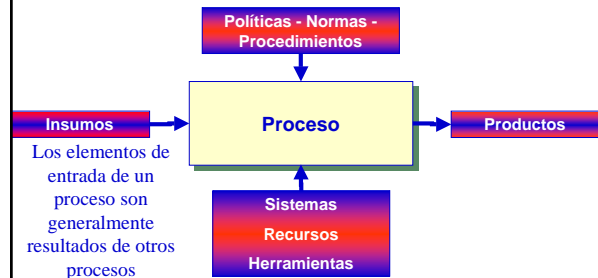 Políticas - Normas -
Procedimientos
Insumos
Proceso
Productos
Los elementos de
entrada de un
proceso son
generalmente
resultados de otros
procesos
Sistemas
Recursos
Herramientas